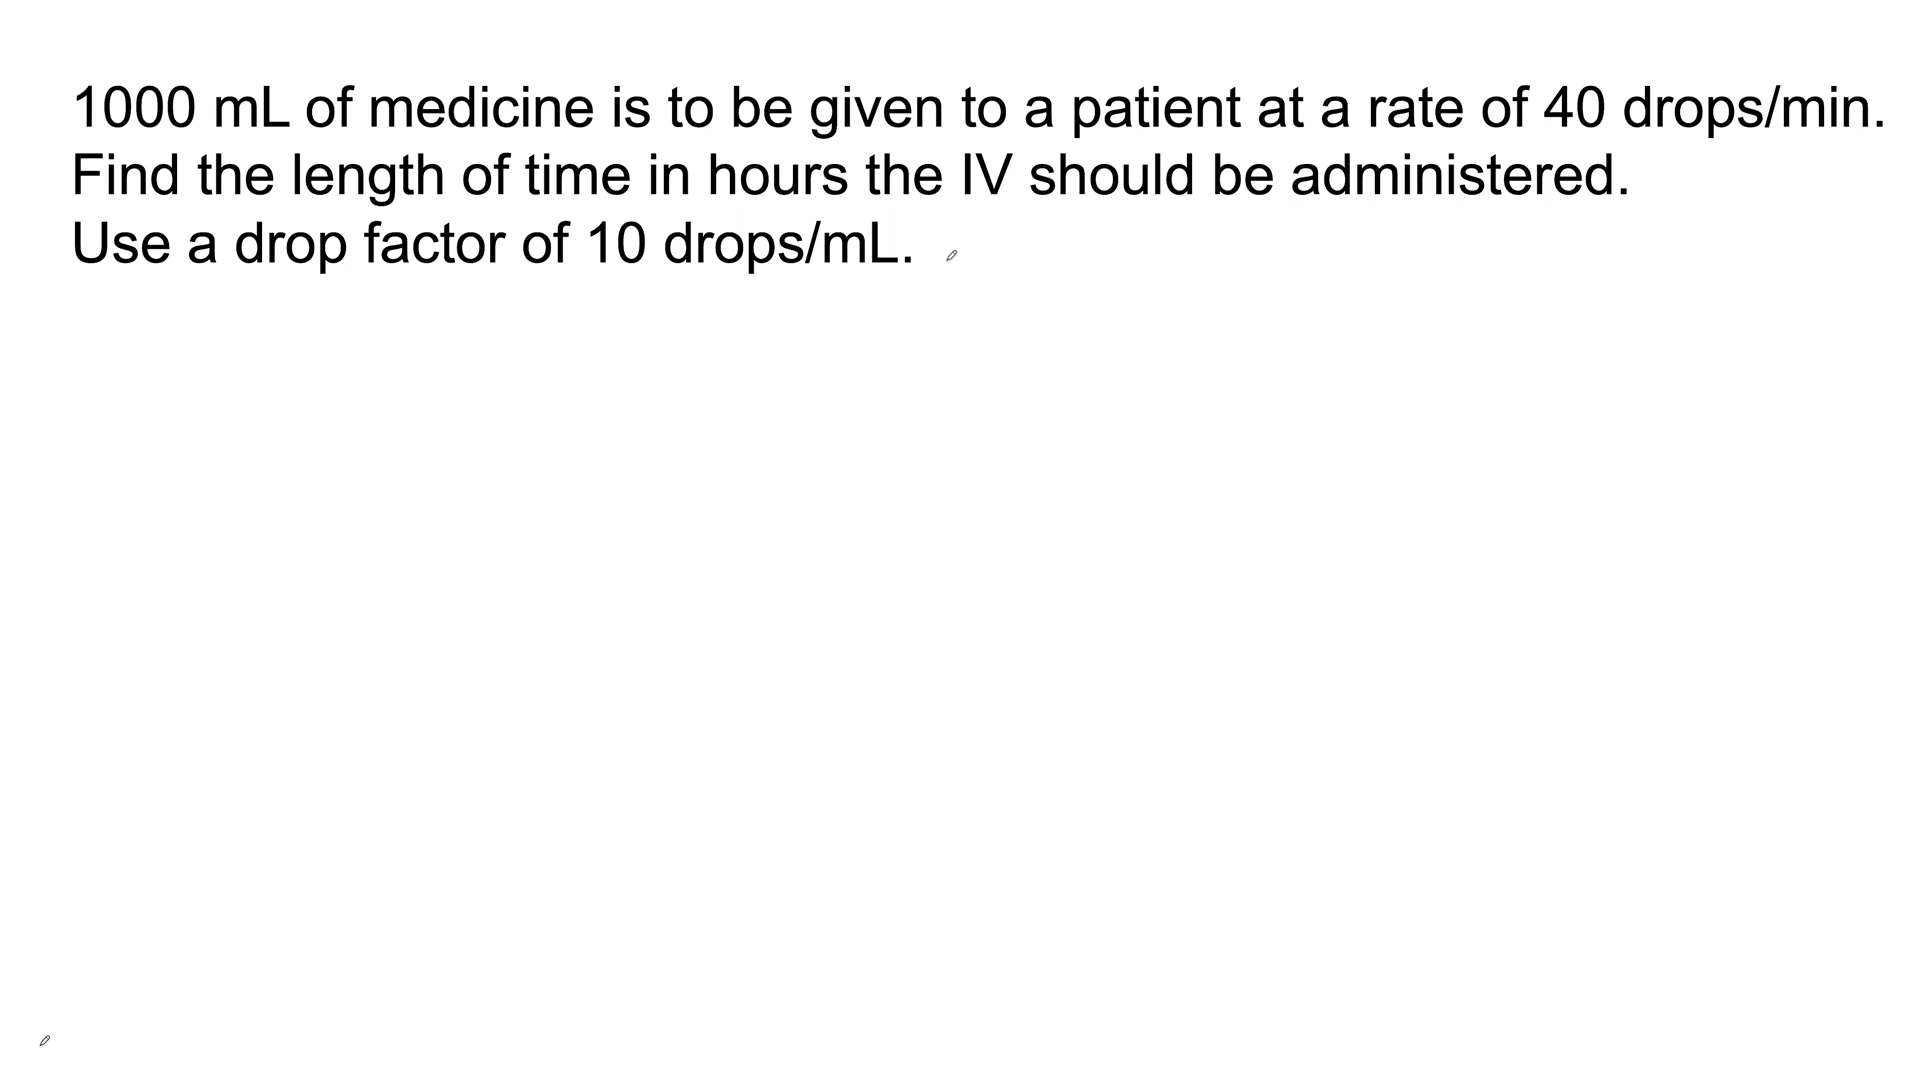 1000 mL of medicine is to be given to a patient at a rate of 40 drops/min.
Find the length of time in hours the IV should be administered.
Use a drop factor of 10 drops/mL.